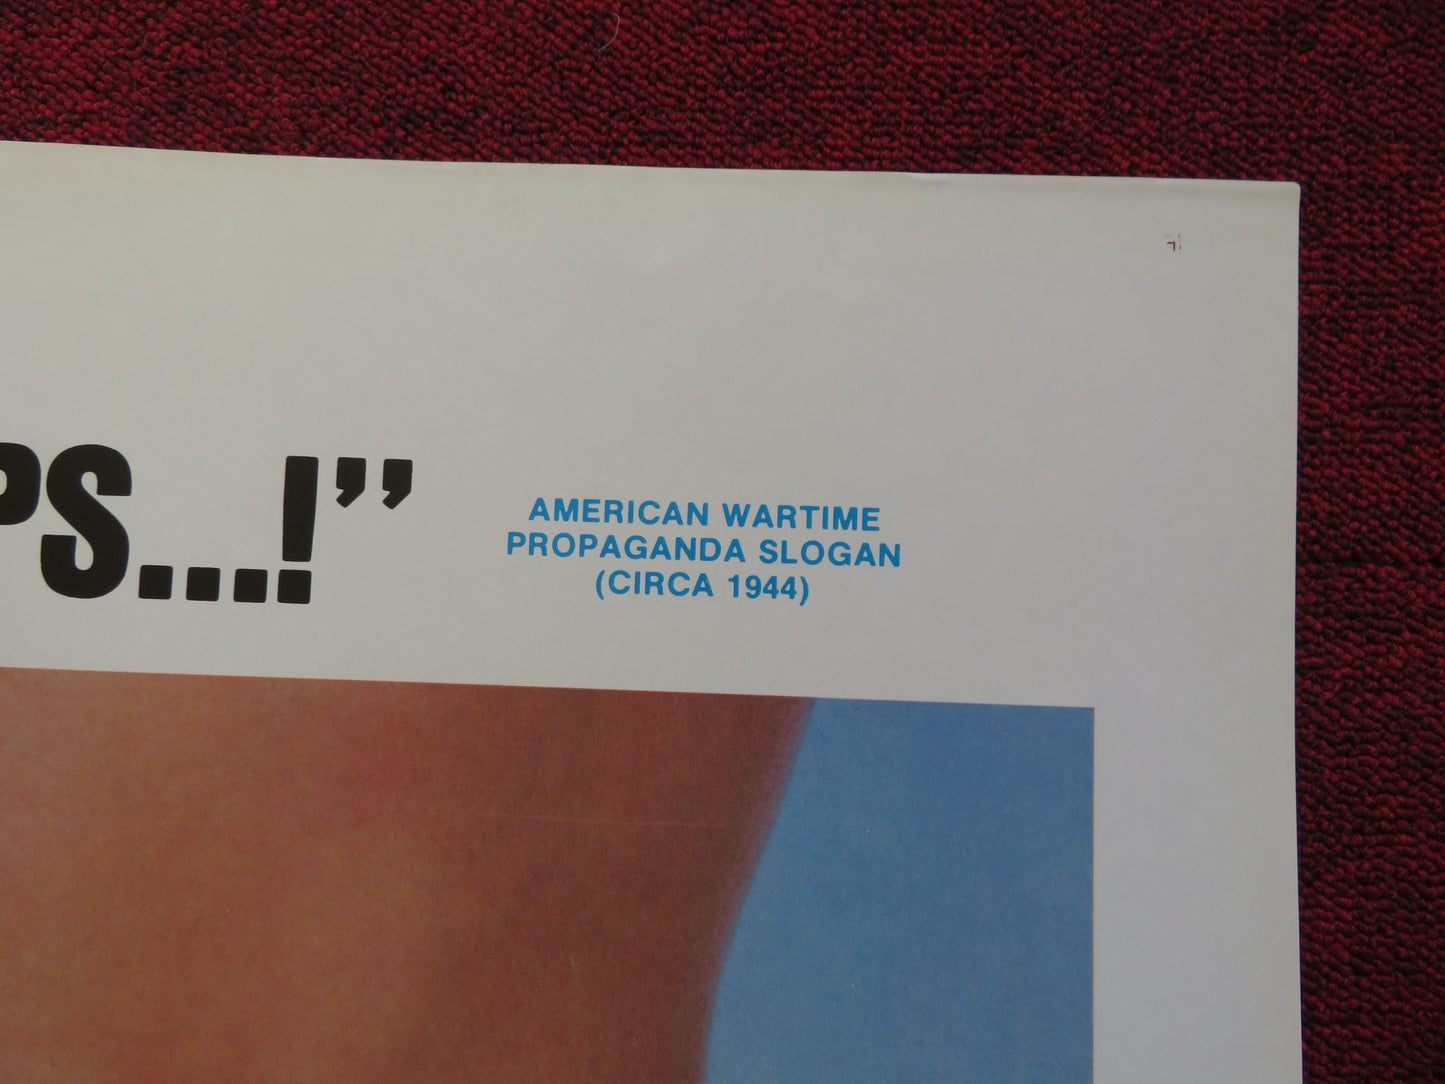 PS...!”
AMERICAN WARTIME
PROPAGANDA SLOGAN
(CIRCA 1944)